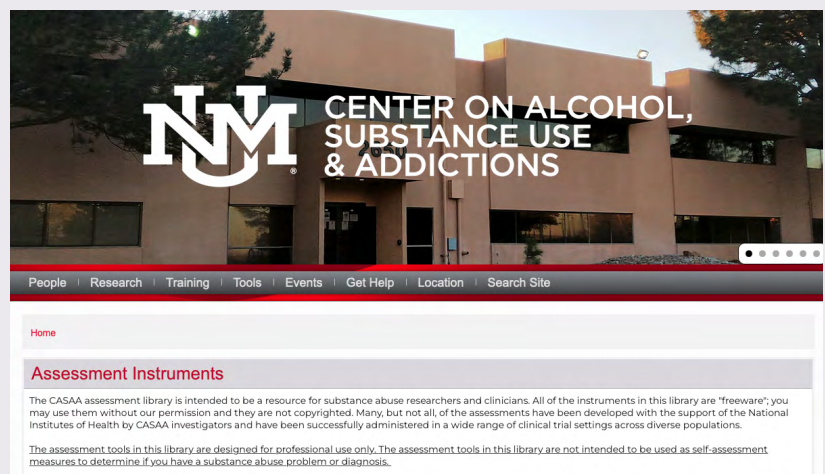 UNM
®
CENTER ON ALCOHOL,
SUBSTANCE USE
& ADDICTIONS
2650
People
Research
Training
Tools
Events
Get Help
Location
Search Site
Home
Assessment Instruments
The CASAA assessment library is intended to be a resource for substance abuse researchers and clinicians. All of the instruments in this library are "freeware"; you
may use them without our permission and they are not copyrighted. Many, but not all, of the assessments have been developed with the support of the National
Institutes of Health by CASAA investigators and have been successfully administered in a wide range of clinical trial settings across diverse populations.
The assessment tools in this library are designed for professional use only. The assessment tools in this library are not intended to be used as self-assessment
measures to determine if you have a substance abuse problem or diagnosis.